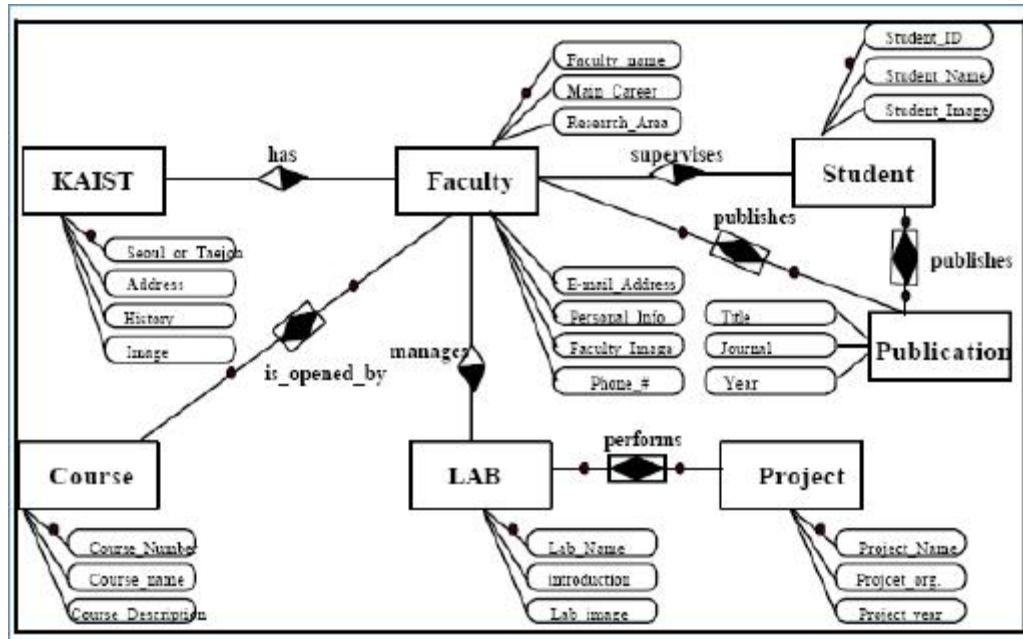 Student_ID
Student_Name
Student_Image
Faculty_name
Main_Career
Research_Area
has
supervises
KAIST
Faculty
Student
publishes
publishes
Seoul_or_Taejon
Address
History
Image
E-mail_Address
Personal_Info
Faculty_Image
Phone_#
Title
Journal
Year
Publication
manages
is_opened_by
performs
Course
LAB
Project
Course_Number
Course_name
Course_Description
Lab_Name
introduction
Lab_image
Project_Name
Projcet_org.
Project_year